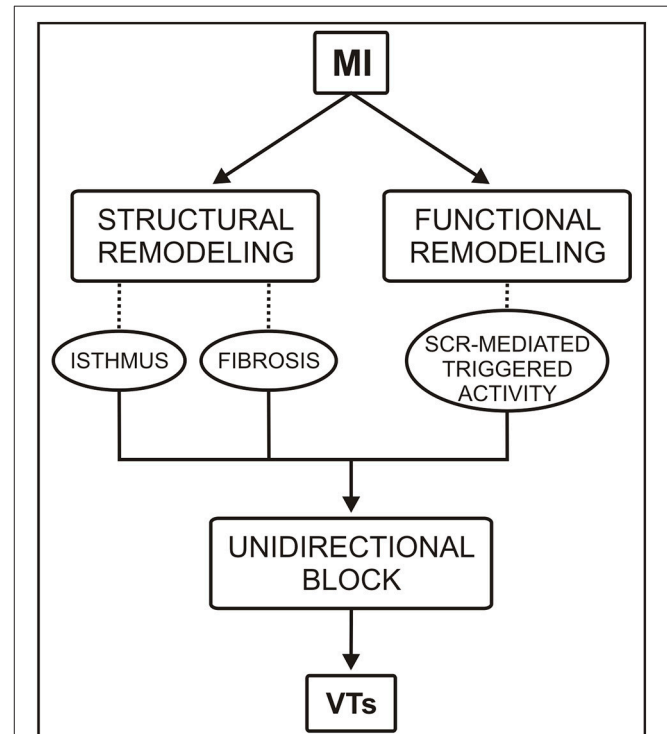 MI
STRUCTURAL
REMODELING
FUNCTIONAL
REMODELING
ISTHMUS
FIBROSIS
SCR-MEDIATED
TRIGGERED
ACTIVITY
UNIDIRECTIONAL
BLOCK
VTs